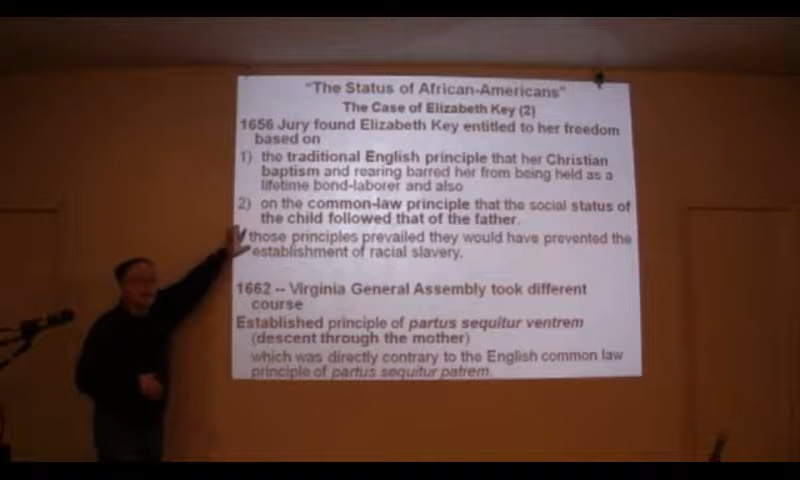 "The Status of African-Americans"
The Case of Elizabeth Key (2)
1656 Jury found Elizabeth Key entitled to her freedom
based on
1) the traditional English principle that her Christian
baptism and rearing barred her from being held as a
lifetime bond-laborer and also
2) on the common-law principle that the social status of
the child followed that of the father.
those principles prevailed they would have prevented the
establishment of racial slavery.
1662 -- Virginia General Assembly took different
course
Established principle of partus sequitur ventrem
(descent through the mother)
which was directly contrary to the English common law
principle of partus sequitur patrem.